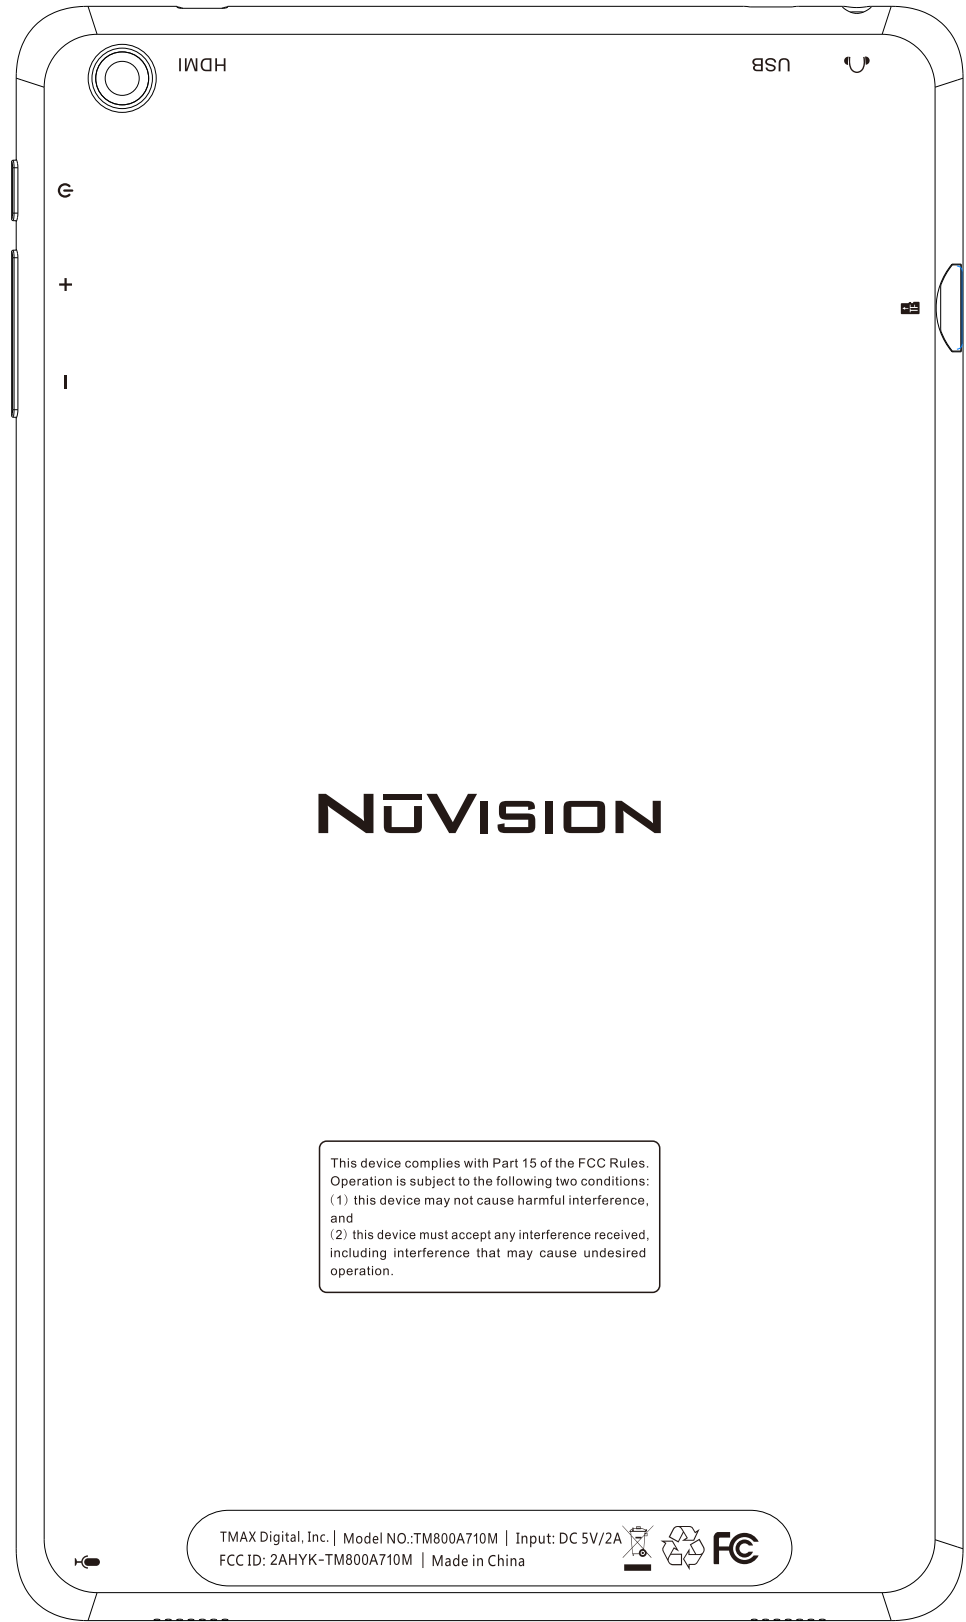 HDMI
USB
NūVISION
This device complies with Part 15 of the FCC Rules.
Operation is subject to the following two conditions:
(1) this device may not cause harmful interference,
and
(2) this device must accept any interference received,
including interference that may cause undesired
operation.
TMAX Digital, Inc. | Model NO.:TM800A710M | Input: DC 5V/2A
FCC ID: 2AHYK-TM800A710M | Made in China
FC